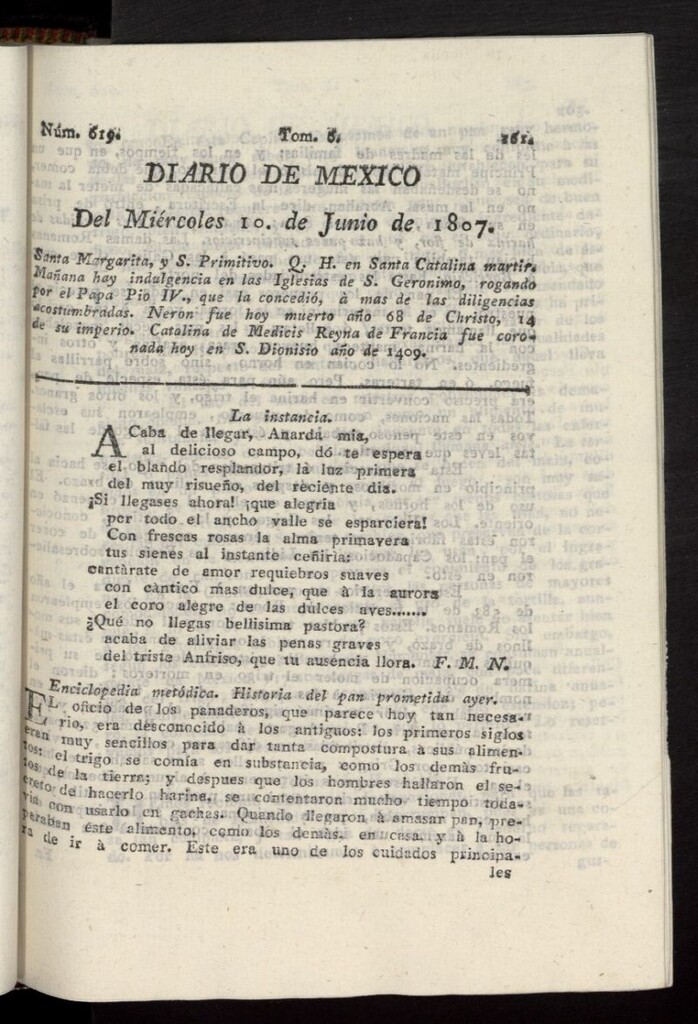 Núm. 619. Tom. 6. 161.
DIARIO DE MEXICO
Del Miércoles 10. de Junio de 1807.
Santa Margarita, y S. Primitivo. Q. H. en Santa Catalina martir.
Mañana hay indulgencia en las Iglesias de S. Geronimo, rogando
por el Papa Pio IV., que la concedió, à mas de las diligencias
acostumbradas. Neron fue hoy muerto año 68 de Christo, 14
de su imperio. Catalina de Medicis Reyna de Francia fue coro-
nada hoy en S. Dionisio año de 1409.
La instancia.
ACaba de llegar, Anarda mia,
al delicioso campo, dó te espera
el blando resplandor, la luz primera
del muy risueño, del reciente dia.
¡Si llegases ahora! ¡que alegria
por todo el ancho valle se esparciera!
Con frescas rosas la alma primavera
tus sienes al instante ceñiria:
cantàrate de amor requiebros suaves
con càntico mas dulce, que à la aurora
el coro alegre de las dulces aves.......
¿Qué no llegas bellisima pastora?
acaba de aliviar las penas graves
del triste Anfriso, que tu ausencia llora. F. M. N.
Enciclopedia metódica. Historia del pan prometida ayer.
EL oficio de los panaderos, que parece hoy tan necesa-
rio, era desconocido à los antiguos: los primeros siglos
eran muy sencillos para dar tanta compostura à sus alimen-
tos: el trigo se comía en substancia, como los demàs fru-
tos de la tierra; y despues que los hombres hallaron el se-
creto de hacerlo harina, se contentaron mucho tiempo toda-
via con usarlo en gachas. Quando llegaron à amasar pan, pre-
paraban éste alimento, como los demàs, en casa, y à la ho-
ra de ir à comer. Este era uno de los cuidados principa-
les